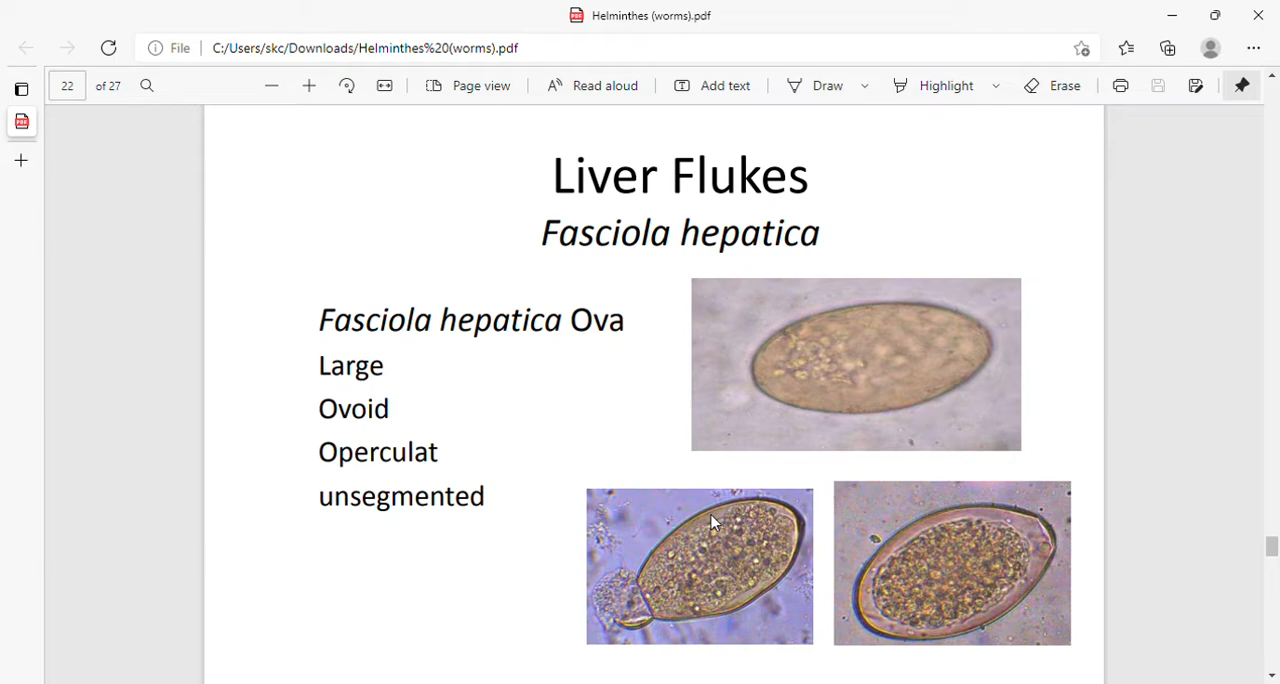 Helminthes (worms).pdf
File
C:/Users/skc/Downloads/Helminthes%20(worms).pdf
22
of 27
Page view
Read aloud
Add text
Draw
Highlight
Erase
Liver Flukes
Fasciola hepatica
Fasciola hepatica Ova
Large
Ovoid
Operculat
unsegmented